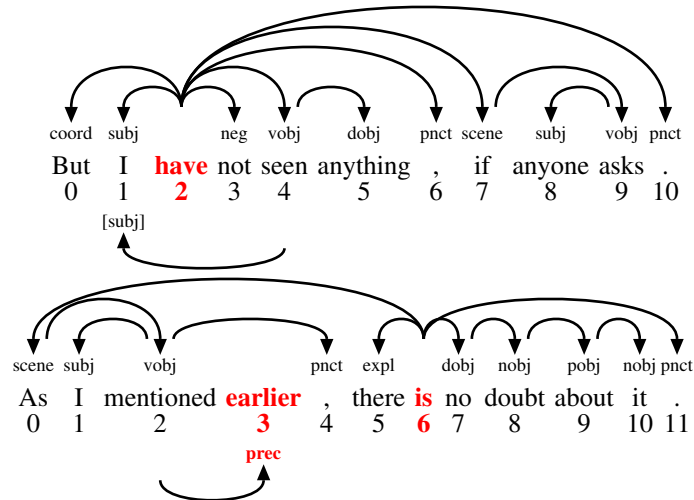 coord subj neg vobj dobj pnct scene subj vobj pnct
But I have not seen anything , if anyone asks .
0 1 2 3 4 5 6 7 8 9 10
[subj]
scene subj vobj pnct expl dobj nobj pobj nobj pnct
As I mentioned earlier , there is no doubt about it .
0 1 2 3 4 5 6 7 8 9 10 11
prec